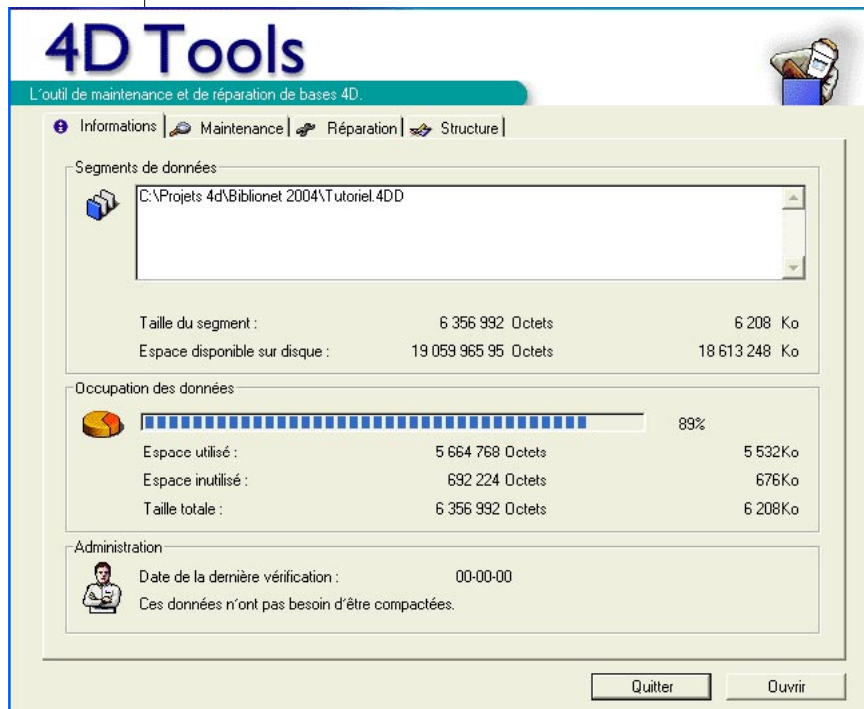 4D Tools
L'outil de maintenance et de réparation de bases 4D.
Informations Maintenance Réparation Structure
Segments de données
C:\Projets 4d\Biblionet 2004\Tutoriel.4DD
Taille du segment : 6 356 992 Octets 6 208 Ko
Espace disponible sur disque : 19 059 965 95 Octets 18 613 248 Ko
Occupation des données
89%
Espace utilisé : 5 664 768 Octets 5 532Ko
Espace inutilisé : 692 224 Octets 676Ko
Taille totale : 6 356 992 Octets 6 208Ko
Administration
Date de la dernière vérification : 00-00-00
Ces données n'ont pas besoin d'être compactées.
Quitter Ouvrir